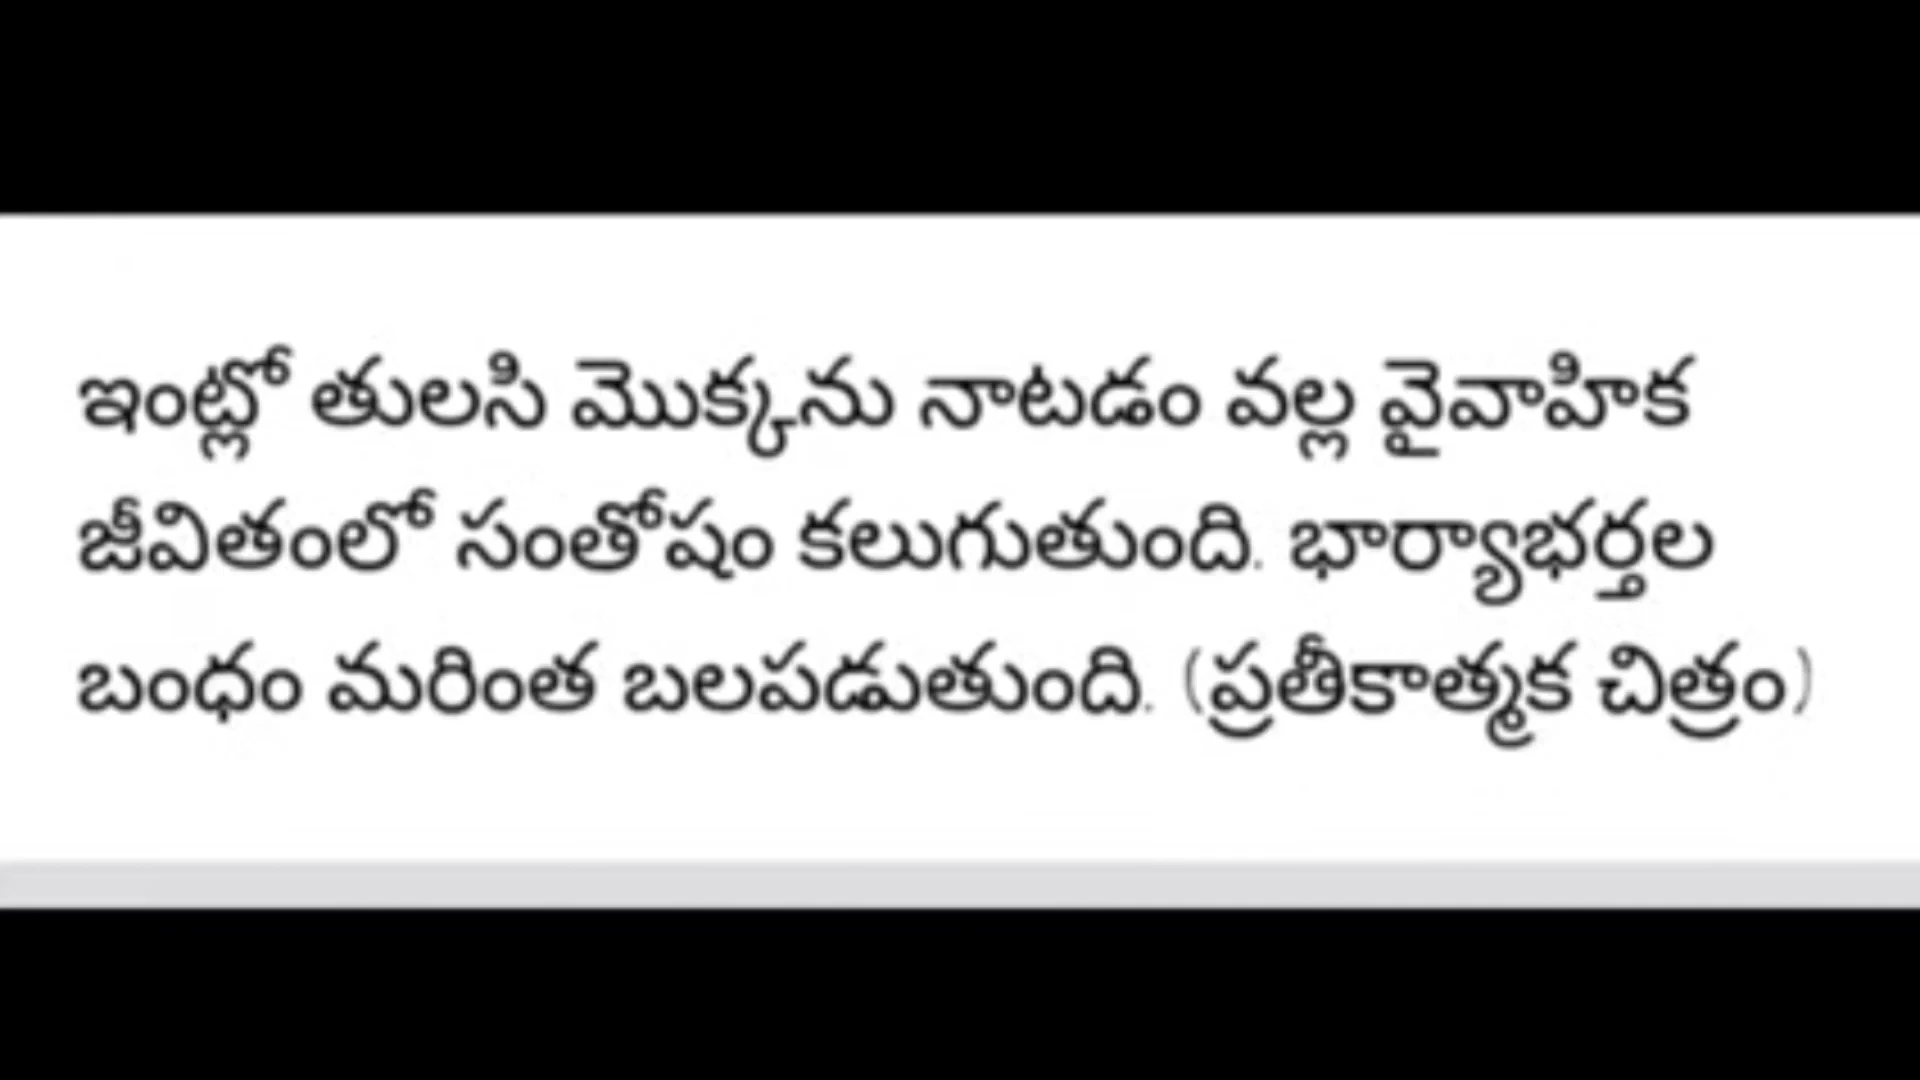 ఇంట్లో తులసి మొక్కను నాటడం వల్ల వైవాహిక
జీవితంలో సంతోషం కలుగుతుంది. భార్యాభర్తల
బంధం మరింత బలపడుతుంది. (ప్రతీకాత్మక చిత్రం)